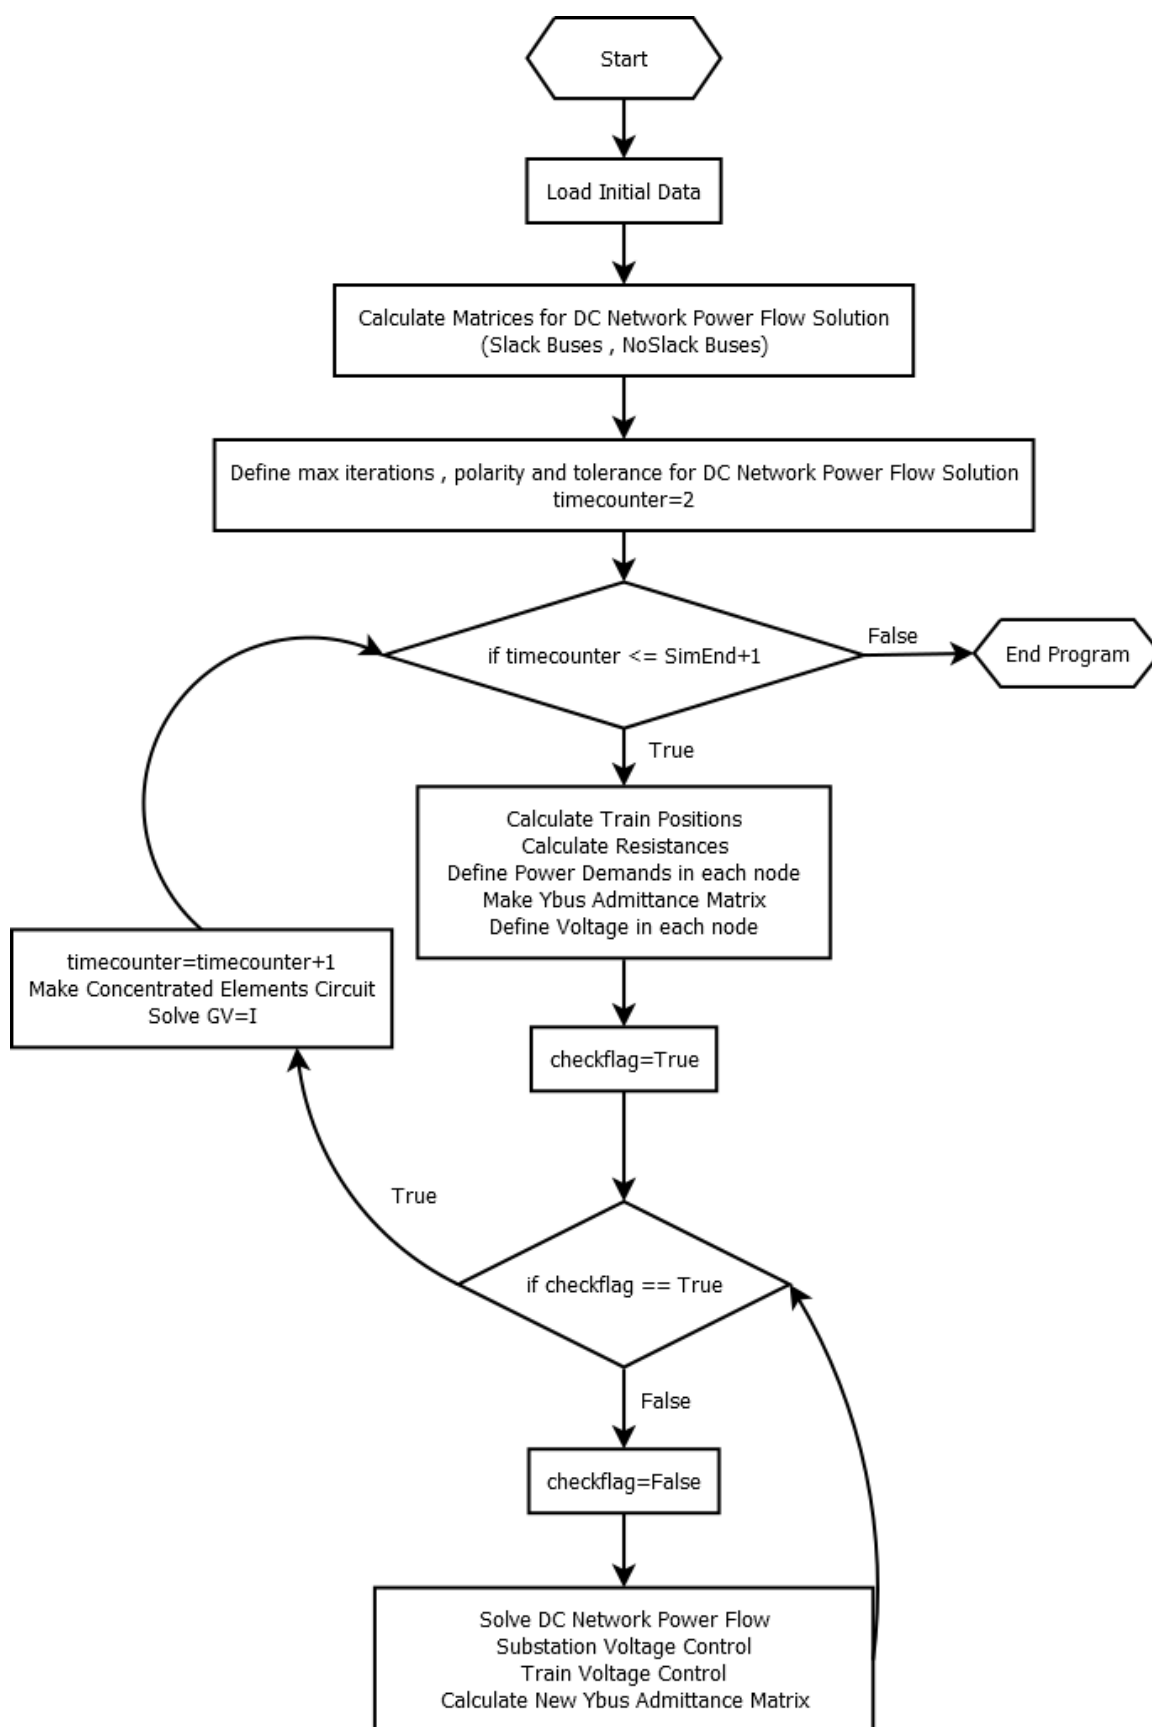 Start
Load Initial Data
Calculate Matrices for DC Network Power Flow Solution
(Slack Buses , NoSlack Buses)
Define max iterations , polarity and tolerance for DC Network Power Flow Solution
timecounter=2
if timecounter <= SimEnd+1
False
End Program
True
Calculate Train Positions
Calculate Resistances
Define Power Demands in each node
Make Ybus Admittance Matrix
Define Voltage in each node
timecounter=timecounter+1
Make Concentrated Elements Circuit
Solve GV=I
checkflag=True
True
if checkflag == True
False
checkflag=False
Solve DC Network Power Flow
Substation Voltage Control
Train Voltage Control
Calculate New Ybus Admittance Matrix